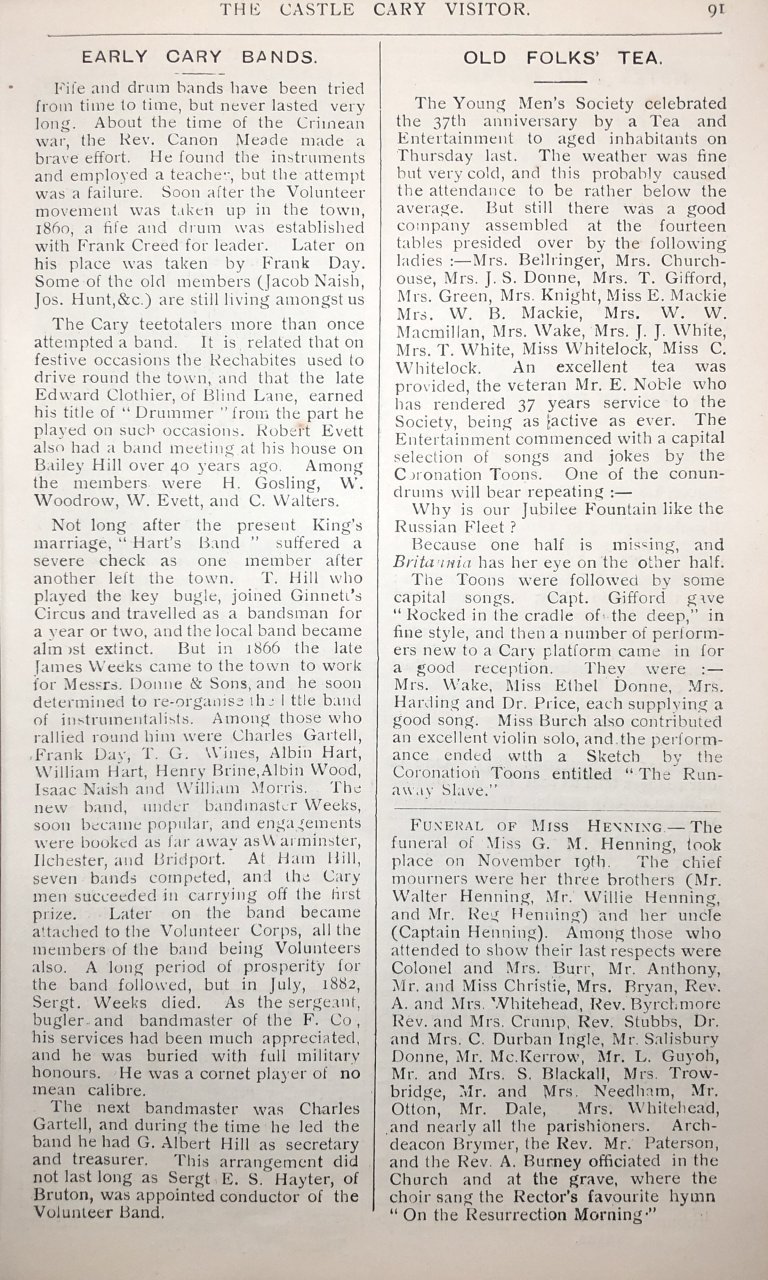 THE CASTLE CARY VISITOR. 91
EARLY CARY BANDS.
Fife and drum bands have been tried
from time to time, but never lasted very
long. About the time of the Crimean
war, the Rev. Canon Meade made a
brave effort. He found the instruments
and employed a teacher, but the attempt
was a failure. Soon after the Volunteer
movement was taken up in the town,
1860, a fife and drum was established
with Frank Creed for leader. Later on
his place was taken by Frank Day.
Some of the old members (Jacob Naish,
Jos. Hunt,&c.) are still living amongst us
The Cary teetotalers more than once
attempted a band. It is related that on
festive occasions the Rechabites used to
drive round the town, and that the late
Edward Clothier, of Blind Lane, earned
his title of "Drummer" from the part he
played on such occasions. Robert Evett
also had a band meeting at his house on
Bailey Hill over 40 years ago. Among
the members were H. Gosling, W.
Woodrow, W. Evett, and C. Walters.
Not long after the present King's
marriage, "Hart's Band" suffered a
severe check as one member after
another left the town. T. Hill who
played the key bugle, joined Ginnett's
Circus and travelled as a bandsman for
a year or two, and the local band became
almost extinct. But in 1866 the late
James Weeks came to the town to work
for Messrs. Donne & Sons, and he soon
determined to re-organise the l ttle band
of instrumentalists. Among those who
rallied round him were Charles Gartell,
Frank Day, T. G. Wines, Albin Hart,
William Hart, Henry Brine, Albin Wood,
Isaac Naish and William Morris. The
new band, under bandmaster Weeks,
soon became popular, and engagements
were booked as far away as Warminster,
Ilchester, and Bridport. At Ham Hill,
seven bands competed, and the Cary
men succeeded in carrying off the first
prize. Later on the band became
attached to the Volunteer Corps, all the
members of the band being Volunteers
also. A long period of prosperity for
the band followed, but in July, 1882,
Sergt. Weeks died. As the sergeant,
bugler and bandmaster of the F. Co,
his services had been much appreciated,
and he was buried with full military
honours. He was a cornet player of no
mean calibre.
The next bandmaster was Charles
Gartell, and during the time he led the
band he had G. Albert Hill as secretary
and treasurer. This arrangement did
not last long as Sergt E. S. Hayter, of
Bruton, was appointed conductor of the
Volunteer Band.
OLD FOLKS' TEA.
The Young Men's Society celebrated
the 37th anniversary by a Tea and
Entertainment to aged inhabitants on
Thursday last. The weather was fine
but very cold, and this probably caused
the attendance to be rather below the
average. But still there was a good
company assembled at the fourteen
tables presided over by the following
ladies :—Mrs. Bellringer, Mrs. Church-
ouse, Mrs. J. S. Donne, Mrs. T. Gifford,
Mrs. Green, Mrs. Knight, Miss E. Mackie
Mrs. W. B. Mackie, Mrs. W. W.
Macmillan, Mrs. Wake, Mrs. J. J. White,
Mrs. T. White, Miss Whitelock, Miss C.
Whitelock. An excellent tea was
provided, the veteran Mr. E. Noble who
has rendered 37 years service to the
Society, being as active as ever. The
Entertainment commenced with a capital
selection of songs and jokes by the
Coronation Toons. One of the conun-
drums will bear repeating :—
Why is our Jubilee Fountain like the
Russian Fleet ?
Because one half is missing, and
Britannia has her eye on the other half.
The Toons were followed by some
capital songs. Capt. Gifford gave
"Rocked in the cradle of the deep," in
fine style, and then a number of perform-
ers new to a Cary platform came in for
a good reception. They were :—
Mrs. Wake, Miss Ethel Donne, Mrs.
Harding and Dr. Price, each supplying a
good song. Miss Burch also contributed
an excellent violin solo, and the perform-
ance ended wtth a Sketch by the
Coronation Toons entitled "The Run-
away Slave."
FUNERAL OF MISS HENNING.—The
funeral of Miss G. M. Henning, took
place on November 19th. The chief
mourners were her three brothers (Mr.
Walter Henning, Mr. Willie Henning,
and Mr. Reg Henning) and her uncle
(Captain Henning). Among those who
attended to show their last respects were
Colonel and Mrs. Burr, Mr. Anthony,
Mr. and Miss Christie, Mrs. Bryan, Rev.
A. and Mrs. Whitehead, Rev. Byrchmore
Rev. and Mrs. Crump, Rev. Stubbs, Dr.
and Mrs. C. Durban Ingle, Mr. Salisbury
Donne, Mr. Mc.Kerrow, Mr. L. Guyoh,
Mr. and Mrs. S. Blackall, Mrs. Trow-
bridge, Mr. and Mrs. Needham, Mr.
Otton, Mr. Dale, Mrs. Whitehead,
and nearly all the parishioners. Arch-
deacon Brymer, the Rev. Mr. Paterson,
and the Rev. A. Burney officiated in the
Church and at the grave, where the
choir sang the Rector's favourite hymn
"On the Resurrection Morning."